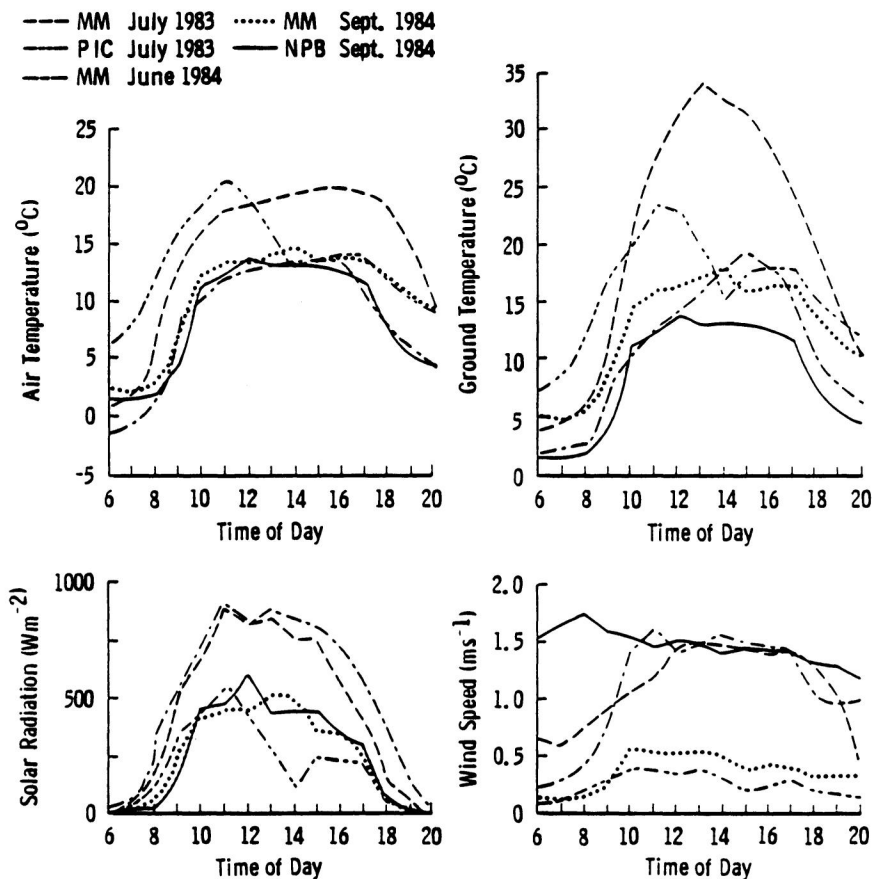 MM July 1983
MM Sept. 1984
PIC July 1983
NPB Sept. 1984
MM June 1984
Air Temperature (⁰C)
25
20
15
10
5
0
-5
6 8 10 12 14 16 18 20
Time of Day
Ground Temperature (⁰C)
35
30
25
20
15
10
5
0
6 8 10 12 14 16 18 20
Time of Day
Solar Radiation (Wm⁻²)
1000
500
0
6 8 10 12 14 16 18 20
Time of Day
Wind Speed (ms⁻¹)
2.0
1.5
1.0
0.5
0
6 8 10 12 14 16 18 20
Time of Day